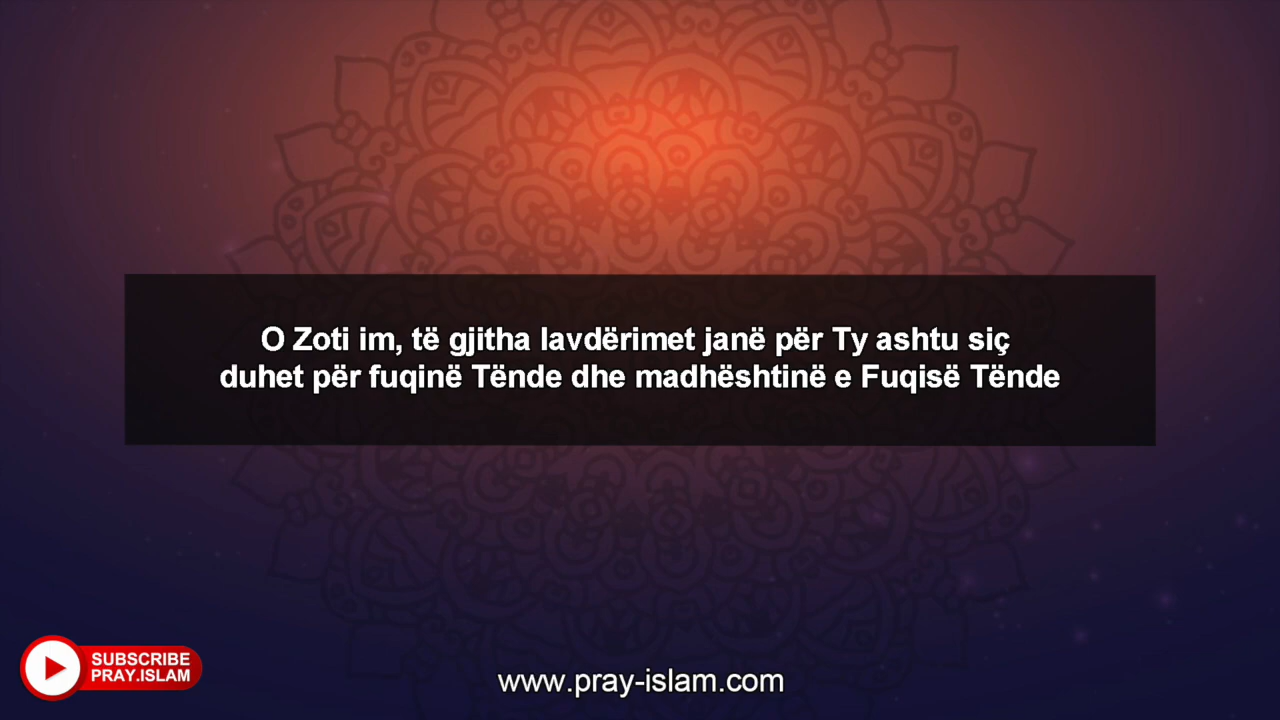 O Zoti im, të gjitha lavdërimet janë për Ty ashtu siç
duhet për fuqinë Tënde dhe madhështinë e Fuqisë Tënde
SUBSCRIBE
PRAY.ISLAM
www.pray-islam.com